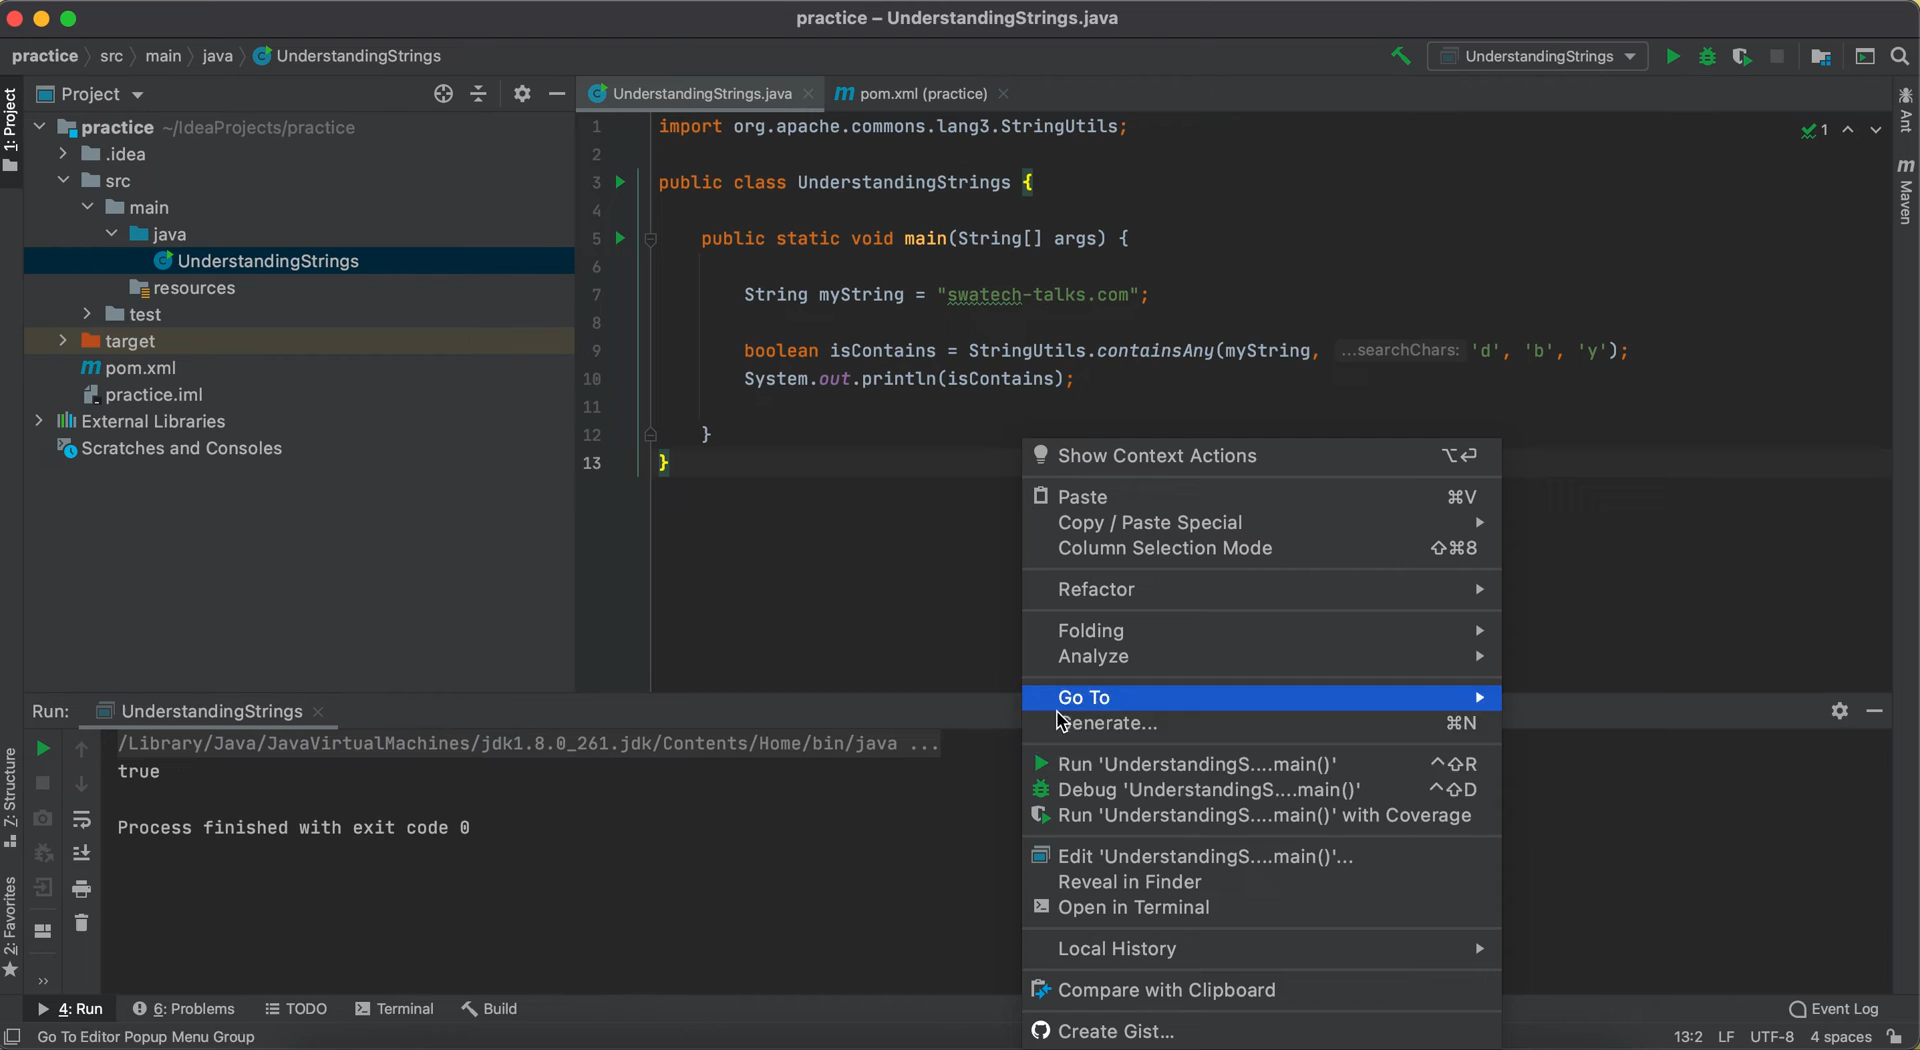 practice – UnderstandingStrings.java
practice src main java UnderstandingStrings
UnderstandingStrings
1: Project
Project
UnderstandingStrings.java
pom.xml (practice)
practice ~/IdeaProjects/practice
.idea
src
main
java
UnderstandingStrings
resources
test
target
pom.xml
practice.iml
External Libraries
Scratches and Consoles
1 import org.apache.commons.lang3.StringUtils;
2
3 public class UnderstandingStrings {
4
5 public static void main(String[] args) {
6
7 String myString = "swatech-talks.com";
8
9 boolean isContains = StringUtils.containsAny(myString, ...searchChars: 'd', 'b', 'y');
10 System.out.println(isContains);
11
12 }
13 }
1
Ant
Maven
Show Context Actions ⌥⏎
Paste ⌘V
Copy / Paste Special
Column Selection Mode ⇧⌘8
Refactor
Folding
Analyze
Go To
Generate... ⌘N
Run 'UnderstandingS....main()' ^⇧R
Debug 'UnderstandingS....main()' ^⇧D
Run 'UnderstandingS....main()' with Coverage
Edit 'UnderstandingS....main()'...
Reveal in Finder
Open in Terminal
Local History
Compare with Clipboard
Create Gist...
Run: UnderstandingStrings
/Library/Java/JavaVirtualMachines/jdk1.8.0_261.jdk/Contents/Home/bin/java ...
true
Process finished with exit code 0
Z: Structure
2: Favorites
4: Run 6: Problems TODO Terminal Build Event Log
Go To Editor Popup Menu Group 13:2 LF UTF-8 4 spaces